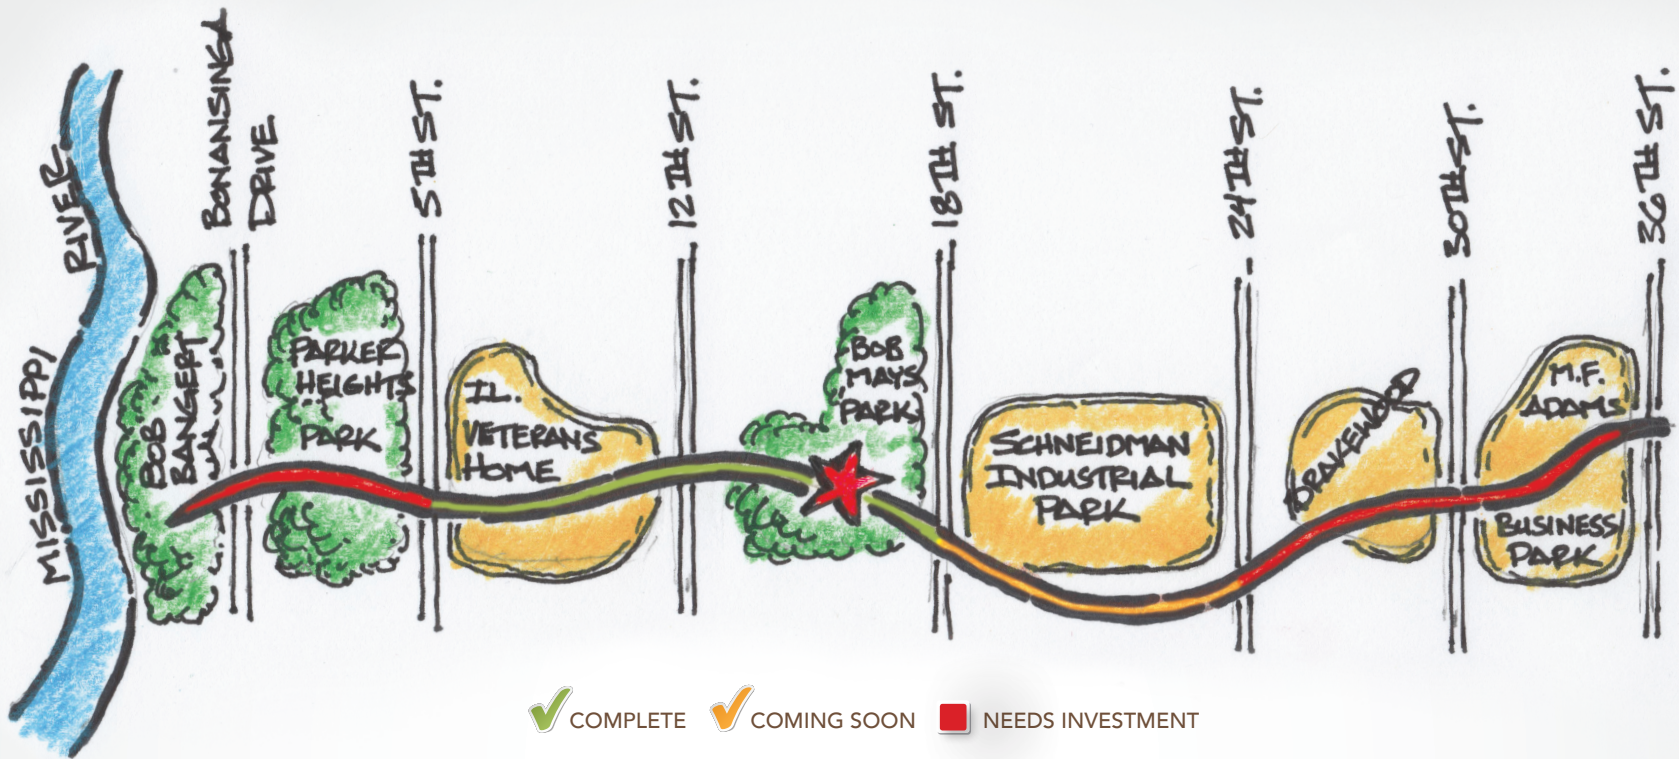 MISSISSIPPI
RIVER
BONANSINGA
DRIVE
5TH ST.
12TH ST.
18TH ST.
24TH ST.
30TH ST.
36TH ST.
BOB
BANGERT
PARKER
HEIGHTS
PARK
IL.
VETERANS
HOME
BOB
MAYS
PARK
SCHNEIDMAN
INDUSTRIAL
PARK
BRAKEWOOD
M.F.
ADAMS
BUSINESS
PARK
COMPLETE
COMING SOON
NEEDS INVESTMENT